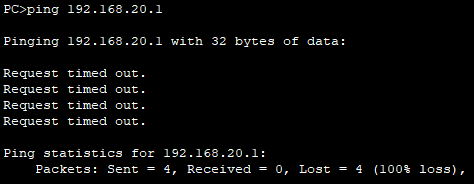 PC>ping 192.168.20.1
Pinging 192.168.20.1 with 32 bytes of data:
Request timed out.
Request timed out.
Request timed out.
Request timed out.
Ping statistics for 192.168.20.1:
Packets: Sent = 4, Received = 0, Lost = 4 (100% loss),